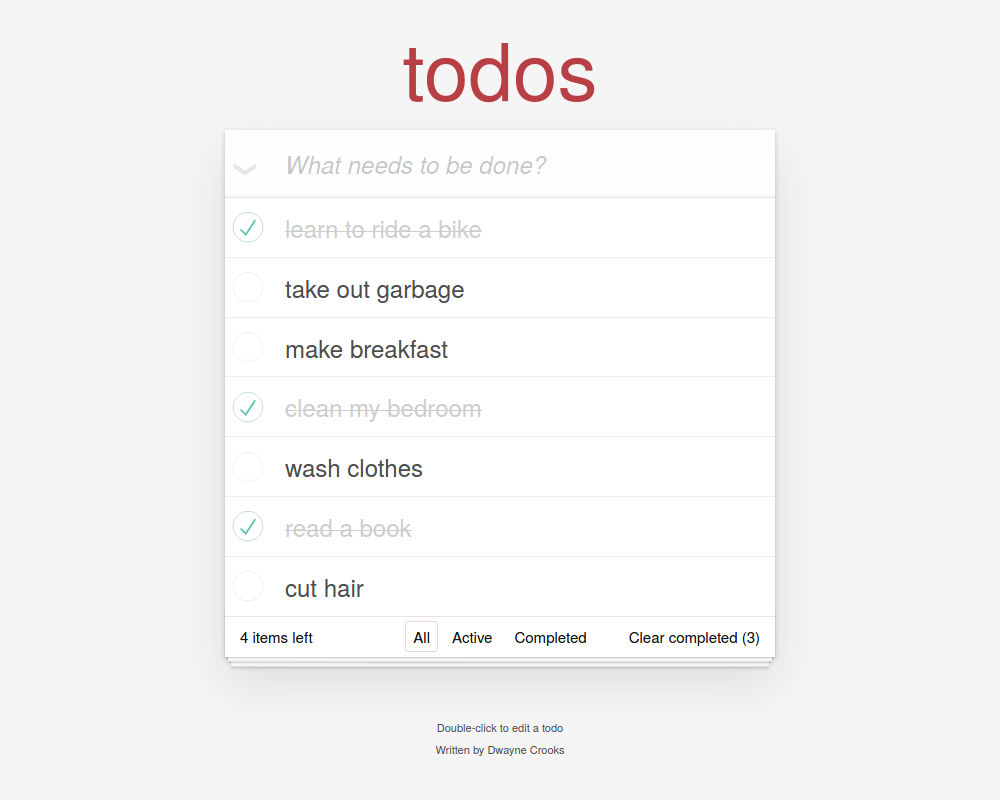 todos
What needs to be done?
learn to ride a bike
take out garbage
make breakfast
clean my bedroom
wash clothes
read a book
cut hair
4 items left All Active Completed Clear completed (3)
Double-click to edit a todo
Written by Dwayne Crooks